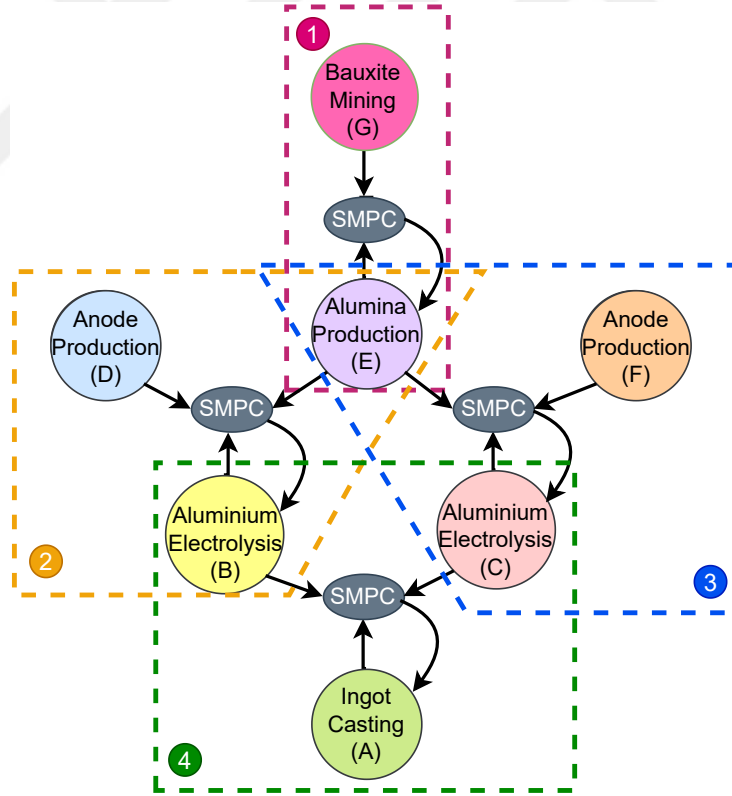 1
Bauxite
Mining
(G)
SMPC
Anode
Production
(D)
Alumina
Production
(E)
Anode
Production
(F)
SMPC
SMPC
Aluminium
Electrolysis
(B)
Aluminium
Electrolysis
(C)
2
3
SMPC
Ingot
Casting
(A)
4